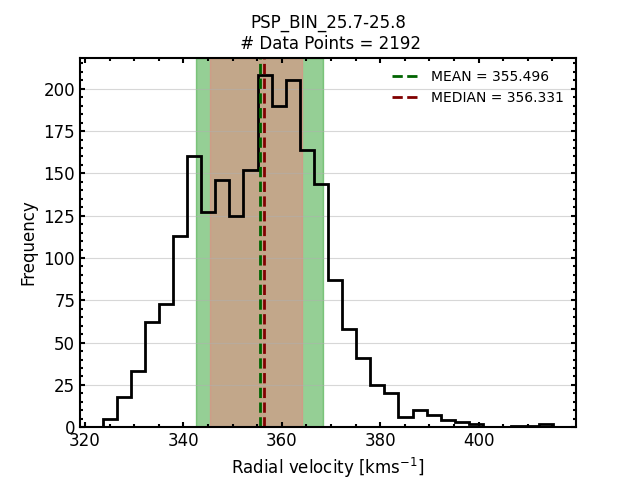 PSP_BIN_25.7-25.8
# Data Points = 2192
MEAN = 355.496
MEDIAN = 356.331
200
175
150
125
100
75
50
25
0
Frequency
320 340 360 380 400
Radial velocity [kms⁻¹]